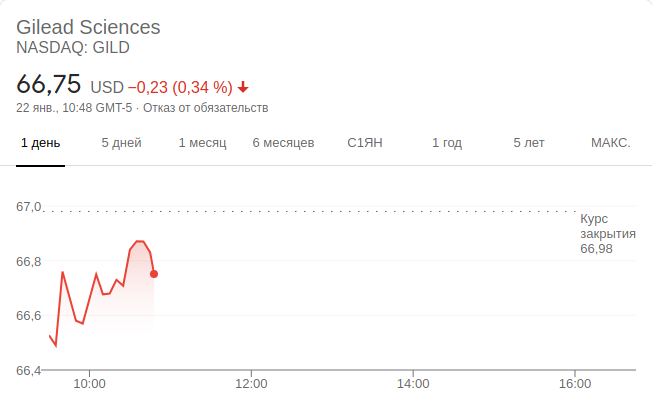 Gilead Sciences
NASDAQ: GILD
66,75 USD −0,23 (0,34 %)
22 янв., 10:48 GMT-5 · Отказ от обязательств
1 день 5 дней 1 месяц 6 месяцев С1ЯН 1 год 5 лет МАКС.
67,0
Курс
закрытия
66,98
66,8
66,6
66,4
10:00 12:00 14:00 16:00